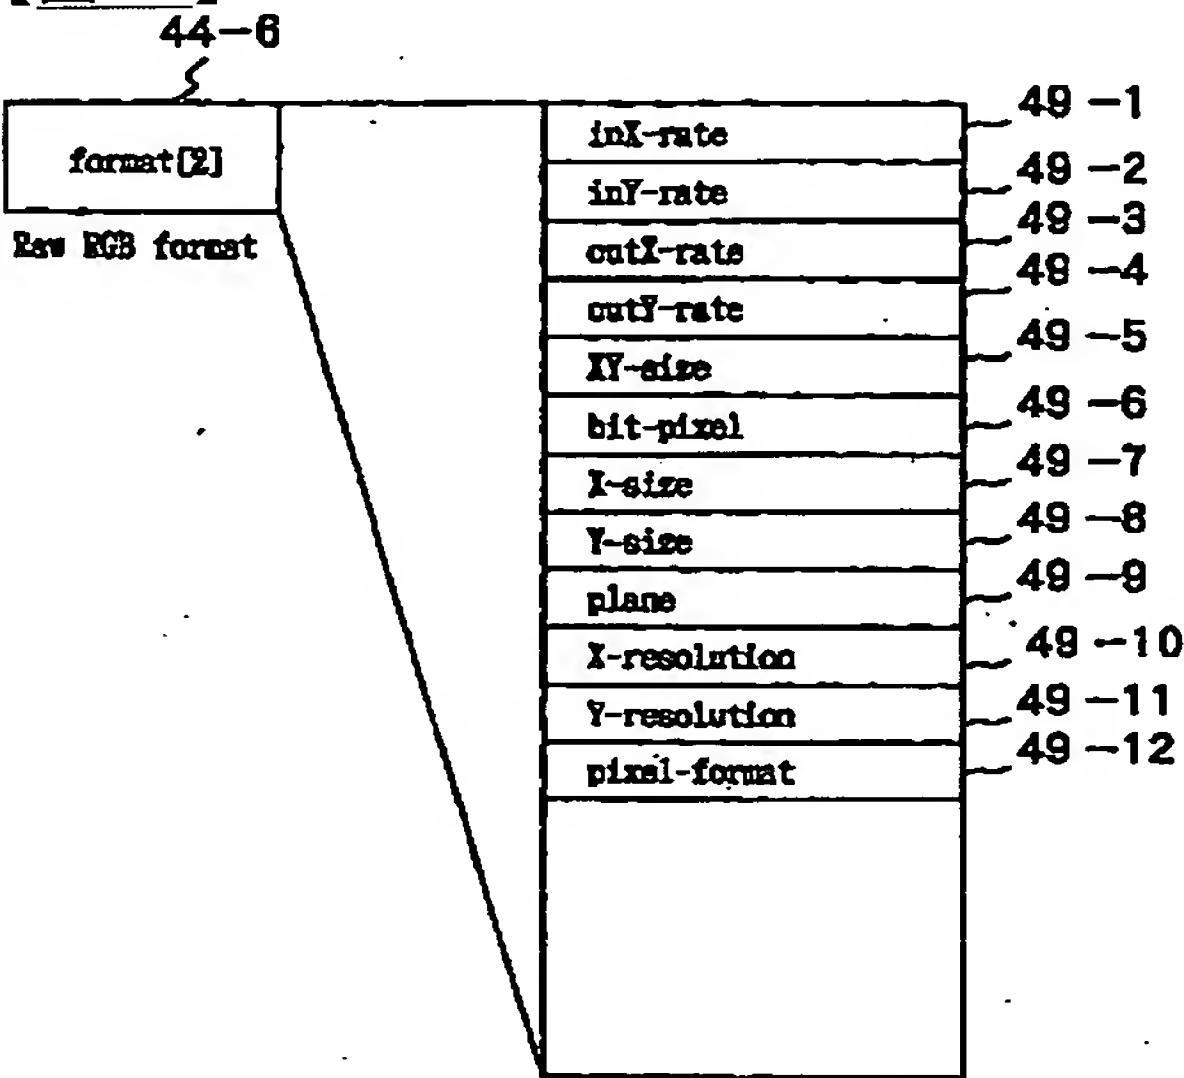 44-6
format[2]
Raw RGB format
inX-rate 49-1
inY-rate 49-2
outX-rate 49-3
outY-rate 49-4
XY-size 49-5
bit-pixel 49-6
X-size 49-7
Y-size 49-8
plane 49-9
X-resolution 49-10
Y-resolution 49-11
pixel-format 49-12